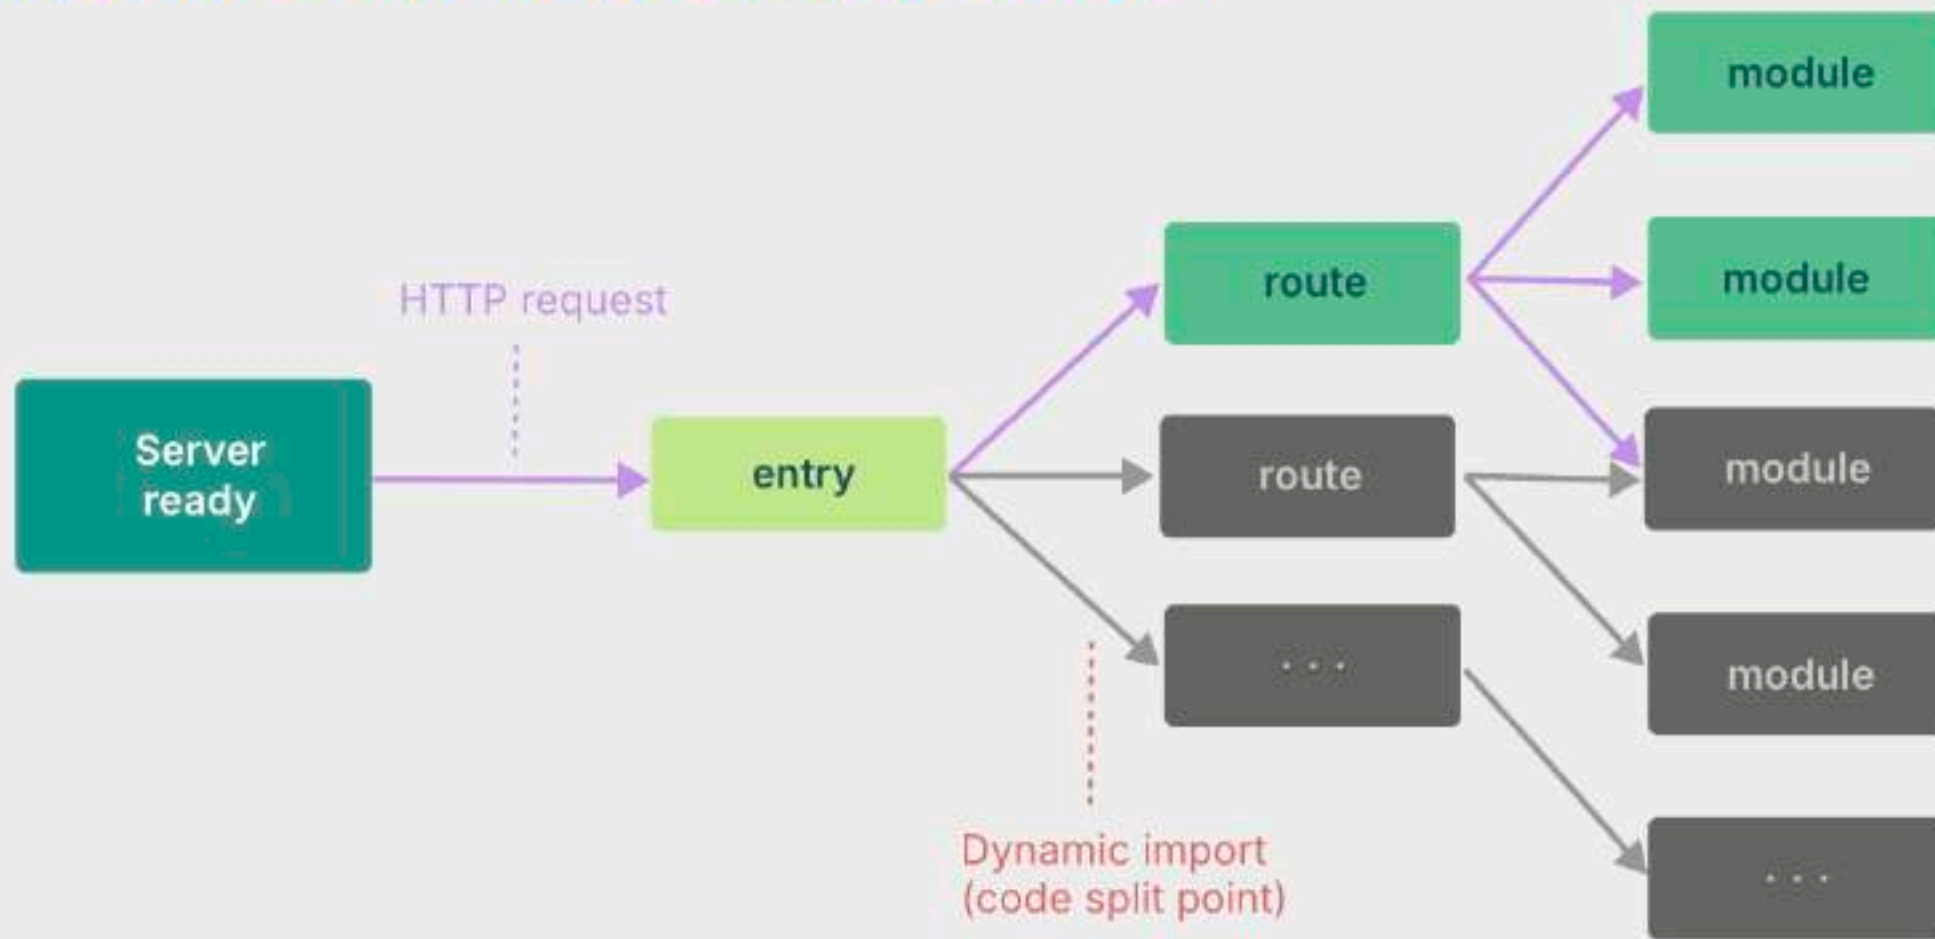 module
module
route
HTTP request
Server
ready
entry
route
module
. . .
module
Dynamic import
(code split point)
. . .